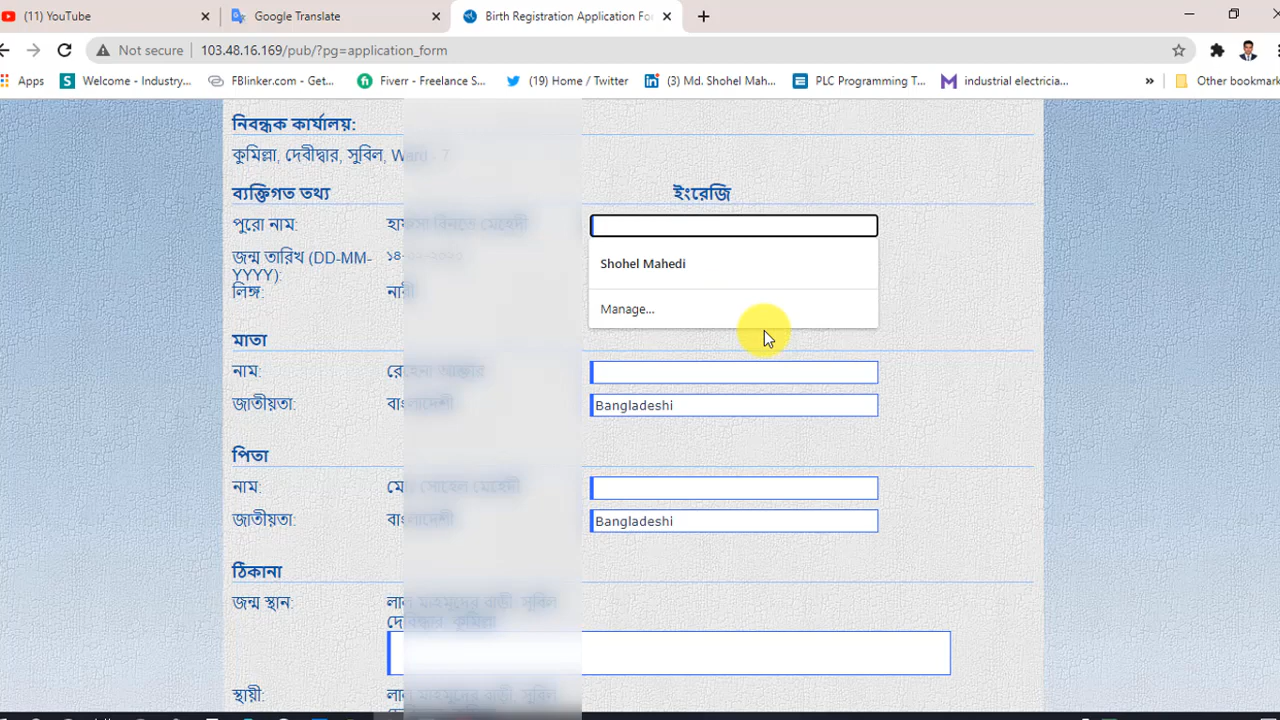 (11) YouTube
Google Translate
Birth Registration Application For
Not secure
103.48.16.169/pub/?pg=application_form
Apps
Welcome - Industry...
FBlinker.com - Get...
Fiverr - Freelance S...
(19) Home / Twitter
(3) Md. Shohel Mah...
PLC Programming T...
industrial electricia...
»
Other bookmark
নিবন্ধক কার্যালয়:
কুমিল্লা, দেবীদ্বার, সুবিল,
ব্যক্তিগত তথ্য
ইংরেজি
পুরো নাম:
Shohel Mahedi
Manage...
জন্ম তারিখ (DD-MM-
YYYY):
লিঙ্গ:
মাতা
নাম:
জাতীয়তা:
Bangladeshi
পিতা
নাম:
জাতীয়তা:
Bangladeshi
ঠিকানা
জন্ম স্থান:
স্থায়ী: